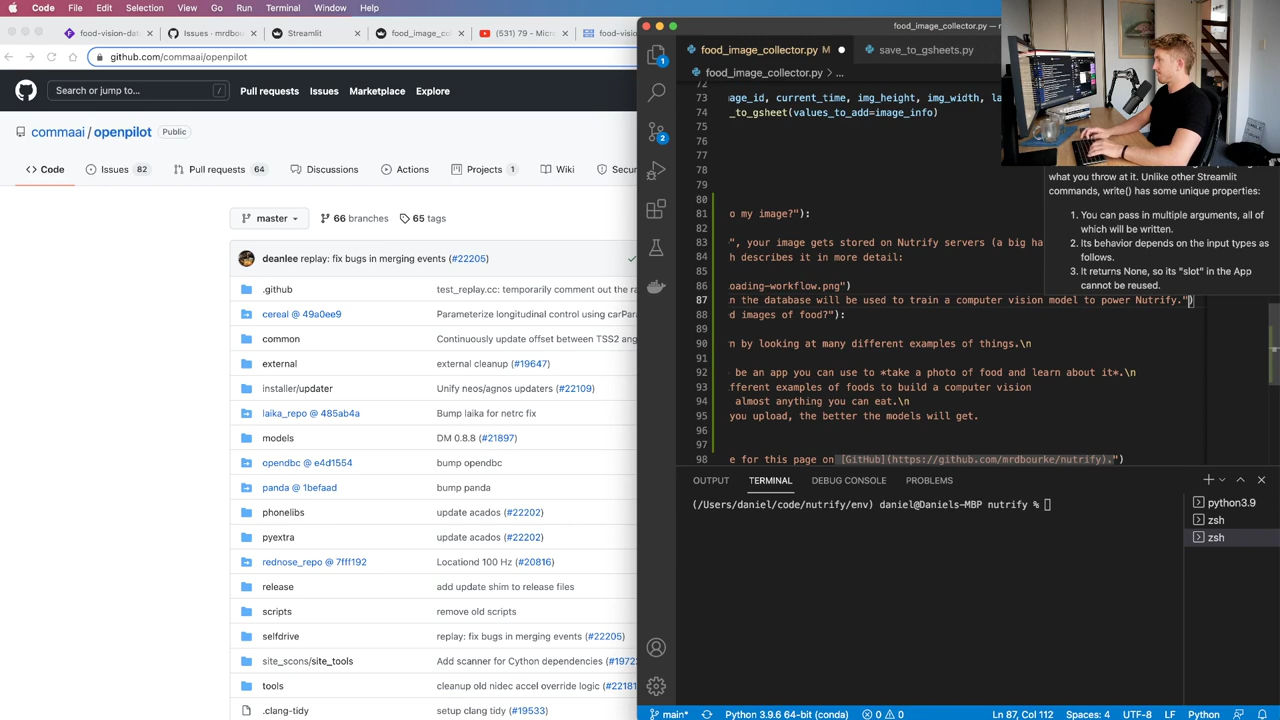 Code File Edit Selection View Go Run Terminal Window Help
food-vision-dat
Issues · mrdbou
Streamlit
food_image_col
(531) 79 - Micr
food-visio
github.com/commaai/openpilot
Search or jump to... /
Pull requests Issues Marketplace Explore
commaai / openpilot Public
Code
Issues 82
Pull requests 64
Discussions
Actions
Projects 1
Wiki
Secur
master
66 branches
65 tags
deanlee replay: fix bugs in merging events (#22205)
.github test_replay.cc: temporarily comment out the ra
cereal @ 49a0ee9 Parameterize longitudinal control using carPara
common Continuously update offset between TSS2 ang
external external cleanup (#19647)
installer/updater Unify neos/agnos updaters (#22109)
laika_repo @ 485ab4a Bump laika for netrc fix
models DM 0.8.8 (#21897)
opendbc @ e4d1554 bump opendbc
panda @ 1befaad bump panda
phonelibs update acados (#22202)
pyextra update acados (#22202)
rednose_repo @ 7fff192 Locationd 100 Hz (#20816)
release add update shim to release files
scripts remove old scripts
selfdrive replay: fix bugs in merging events (#22205)
site_scons/site_tools Add scanner for Cython dependencies (#1972
tools cleanup old nidec accel override logic (#22181
.clang-tidy setup clang tidy (#19533)
food_image_collector.py —
food_image_collector.py M
save_to_gsheets.py
food_image_collector.py > ...
72
73 mage_id, current_time, img_height, img_width, la
74 _to_gsheet(values_to_add=image_info)
75
76
77
78
79
80
81 o my image?"):
82
83 ", your image gets stored on Nutrify servers (a big ha
84 h describes it in more detail:
85
86 oading-workflow.png")
87 n the database will be used to train a computer vision model to power Nutrify.")
88 d images of food?"):
89
90 n by looking at many different examples of things.\n
91
92 be an app you can use to *take a photo of food and learn about it*.\n
93 fferent examples of foods to build a computer vision
94 almost anything you can eat.\n
95 you upload, the better the models will get.
96
97
98 e for this page on [GitHub](https://github.com/mrdbourke/nutrify).")
what you throw at it. Unlike other Streamlit
commands, write() has some unique properties:
1. You can pass in multiple arguments, all of
which will be written.
2. Its behavior depends on the input types as
follows.
3. It returns None, so its "slot" in the App
cannot be reused.
OUTPUT TERMINAL DEBUG CONSOLE PROBLEMS
(/Users/daniel/code/nutrify/env) daniel@Daniels-MBP nutrify %
python3.9
zsh
zsh
main* Python 3.9.6 64-bit (conda) 0 0 Ln 87, Col 112 Spaces: 4 UTF-8 LF Python